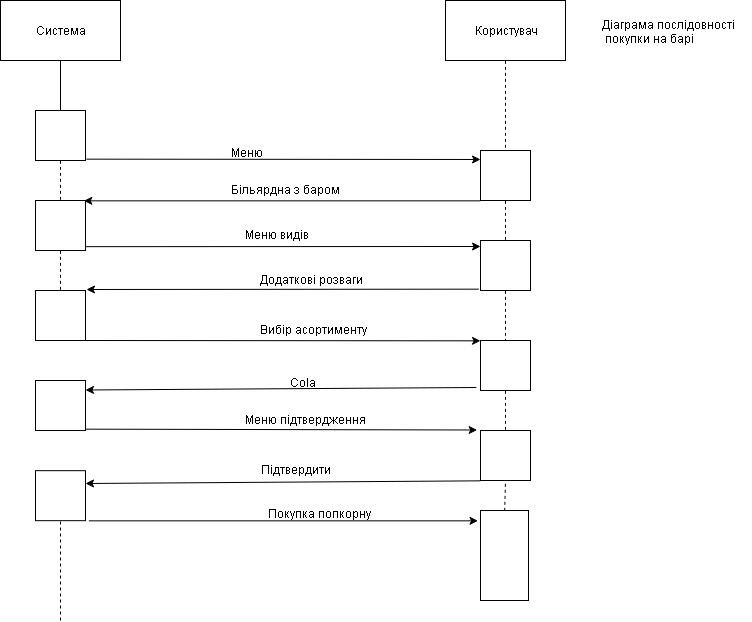 Система
Користувач
Діаграма послідовності
покупки на барі
Меню
Більярдна з баром
Меню видів
Додаткові розваги
Вибір асортименту
Cola
Меню підтвердження
Підтвердити
Покупка попкорну